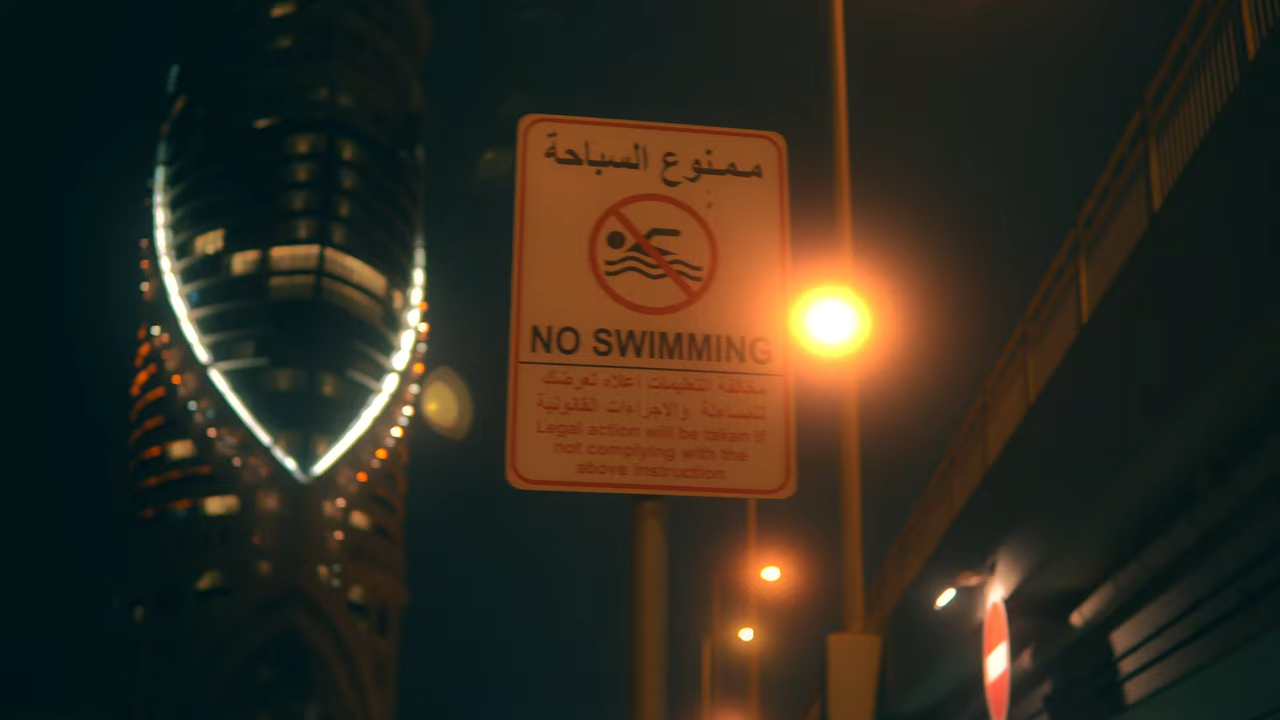 ممنوع السباحة
NO SWIMMING
مخالفة التعليمات اعلاه تعرضك
للمساءلة والاجراءات القانونية
Legal action will be taken if
not complying with the
above instruction